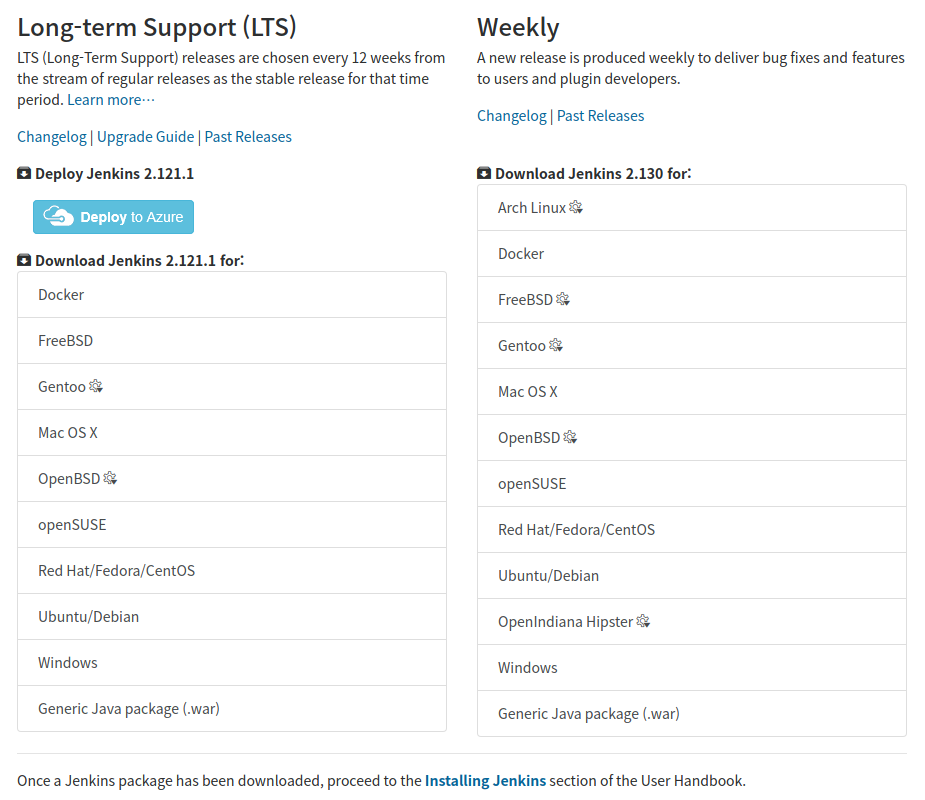 Long-term Support (LTS)
LTS (Long-Term Support) releases are chosen every 12 weeks from
the stream of regular releases as the stable release for that time
period. Learn more…
Changelog | Upgrade Guide | Past Releases
Deploy Jenkins 2.121.1
Deploy to Azure
Download Jenkins 2.121.1 for:
Docker
FreeBSD
Gentoo
Mac OS X
OpenBSD
openSUSE
Red Hat/Fedora/CentOS
Ubuntu/Debian
Windows
Generic Java package (.war)
Weekly
A new release is produced weekly to deliver bug fixes and features
to users and plugin developers.
Changelog | Past Releases
Download Jenkins 2.130 for:
Arch Linux
Docker
FreeBSD
Gentoo
Mac OS X
OpenBSD
openSUSE
Red Hat/Fedora/CentOS
Ubuntu/Debian
OpenIndiana Hipster
Windows
Generic Java package (.war)
Once a Jenkins package has been downloaded, proceed to the Installing Jenkins section of the User Handbook.